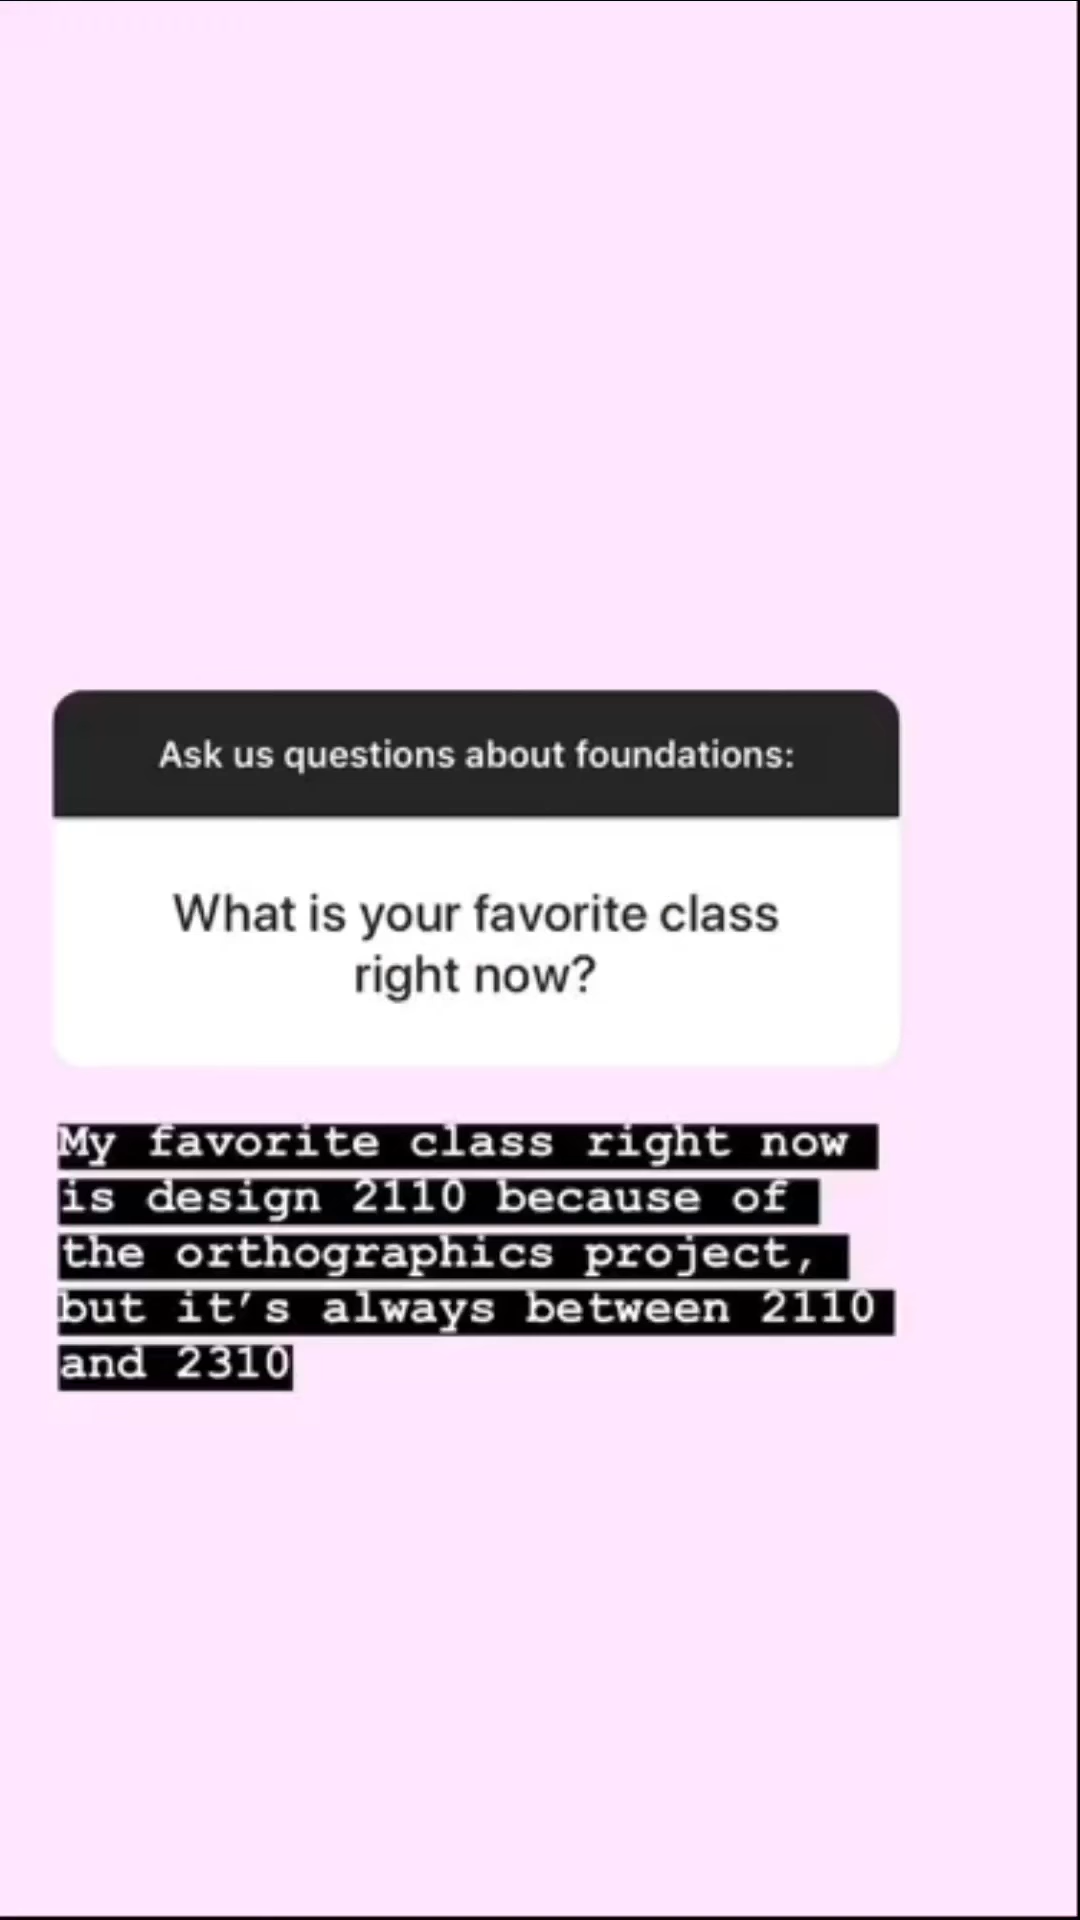 Ask us questions about foundations:
What is your favorite class
right now?
My favorite class right now
is design 2110 because of
the orthographics project,
but it’s always between 2110
and 2310